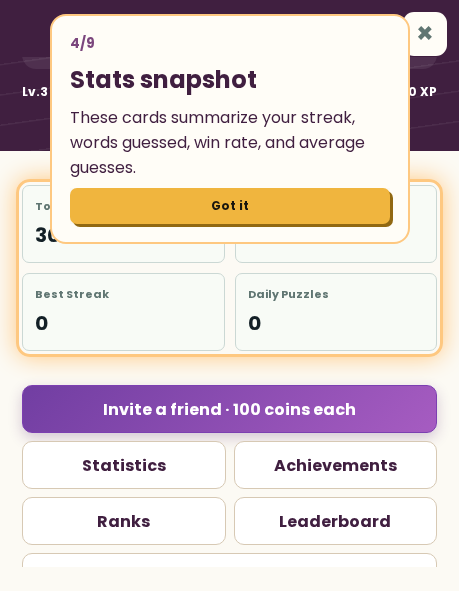 4/9
✖
Stats snapshot
Lv.3
0 XP
These cards summarize your streak,
words guessed, win rate, and average
guesses.
Got it
Best Streak
Daily Puzzles
0
0
Invite a friend · 100 coins each
Statistics
Achievements
Ranks
Leaderboard